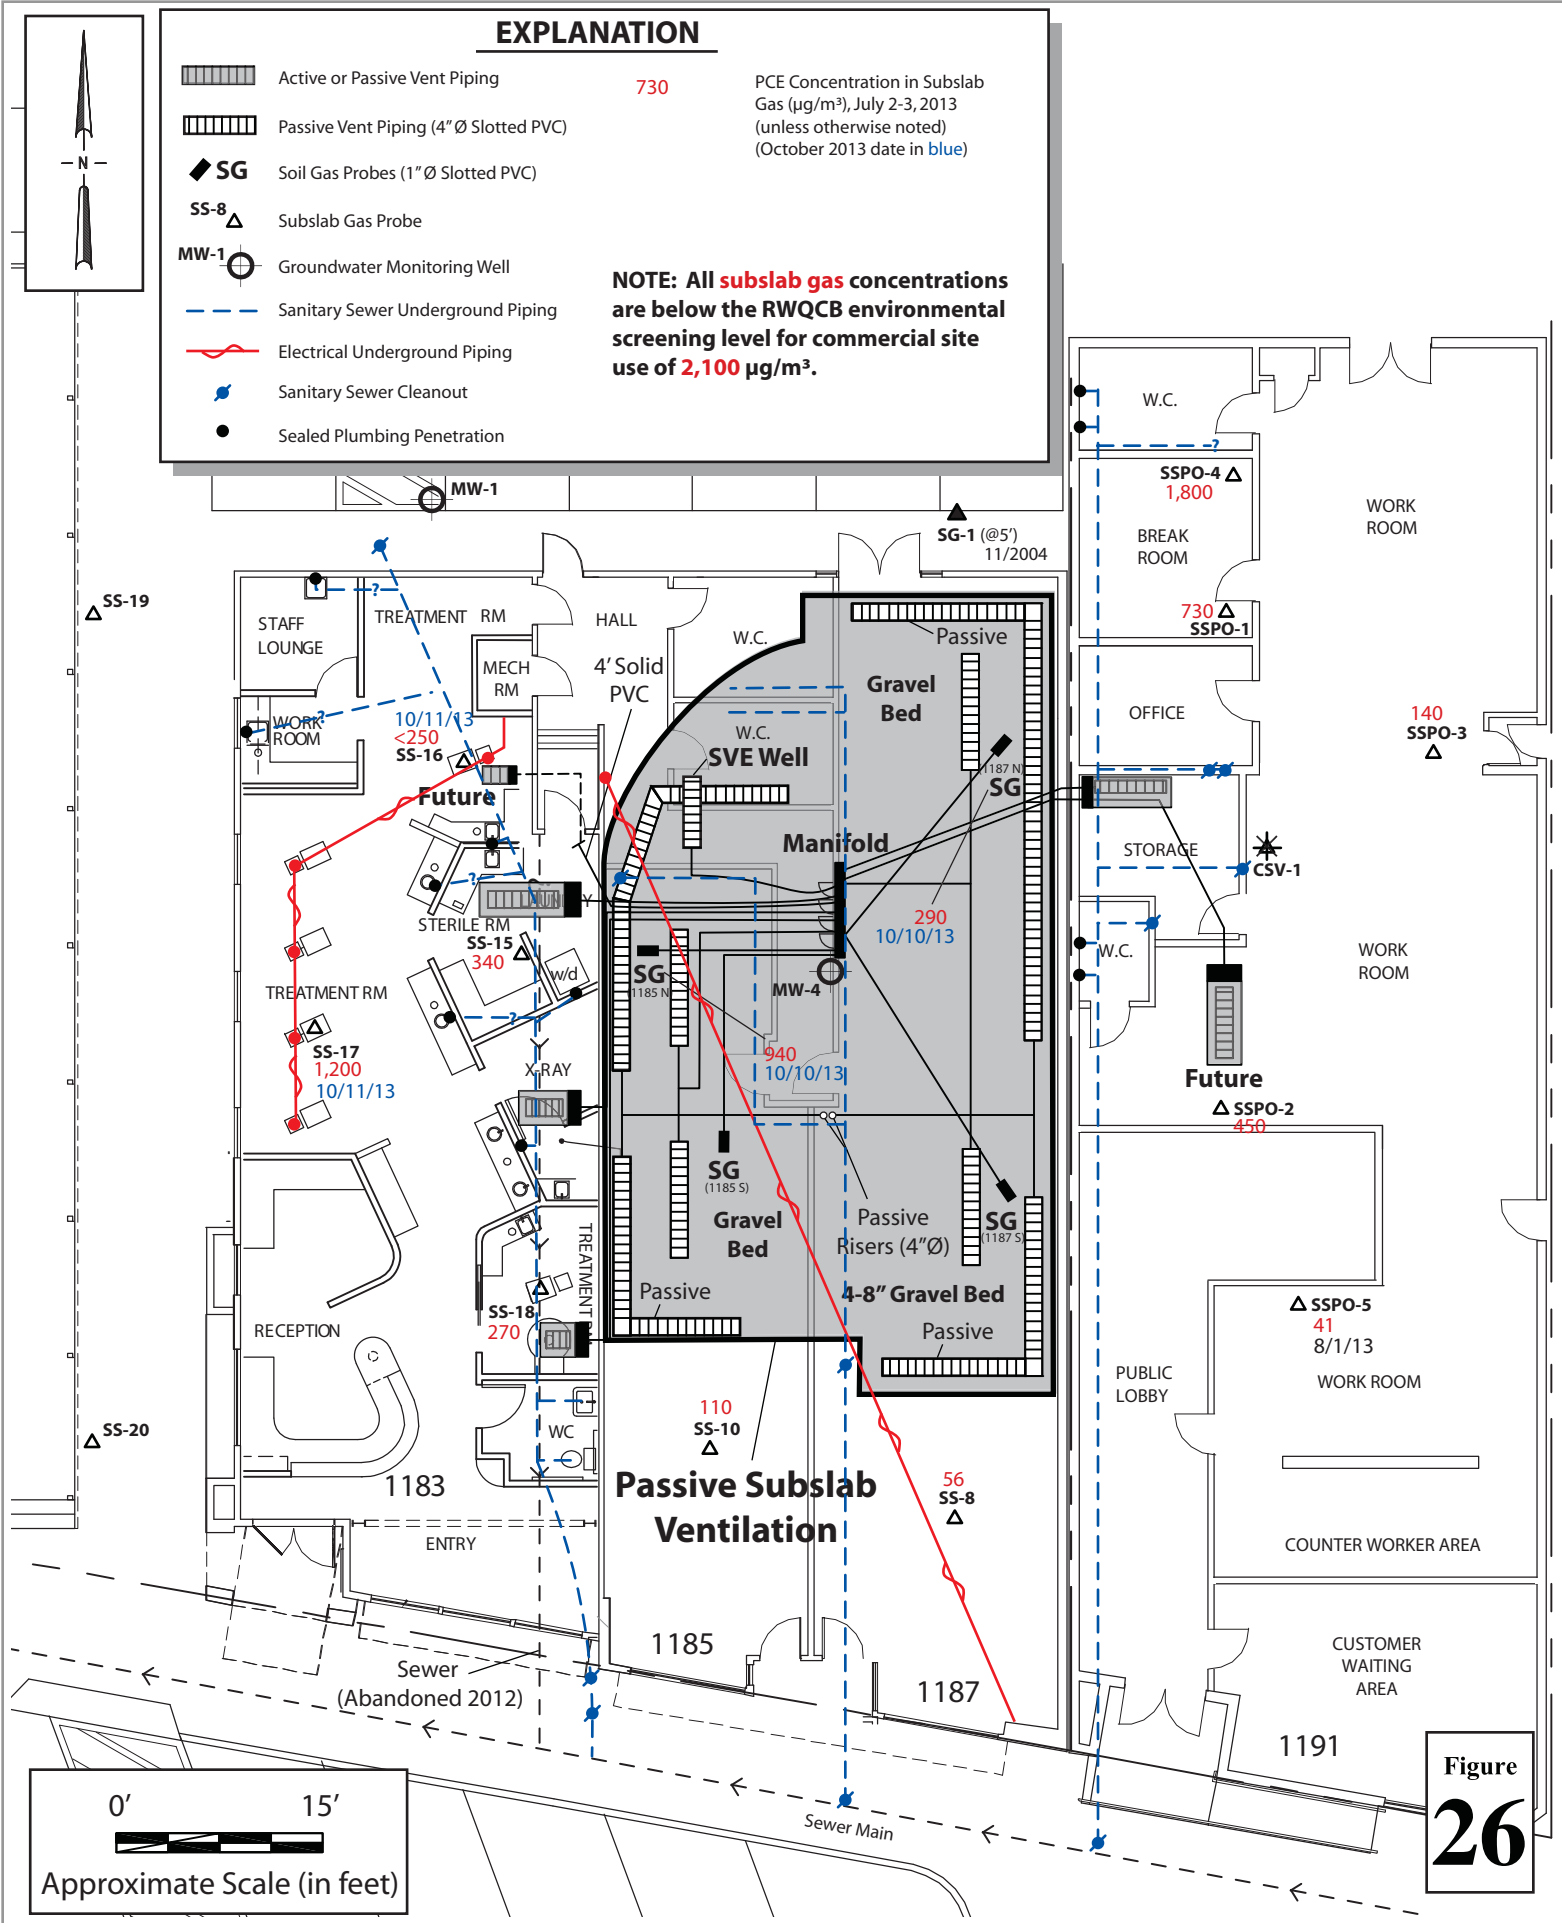 EXPLANATION
Active or Passive Vent Piping
Passive Vent Piping (4"Ø Slotted PVC)
SG
Soil Gas Probes (1"Ø Slotted PVC)
SS-8
Subslab Gas Probe
MW-1
Groundwater Monitoring Well
Sanitary Sewer Underground Piping
Electrical Underground Piping
Sanitary Sewer Cleanout
Sealed Plumbing Penetration
730
PCE Concentration in Subslab
Gas (µg/m³), July 2-3, 2013
(unless otherwise noted)
(October 2013 date in blue)
NOTE: All subslab gas concentrations
are below the RWQCB environmental
screening level for commercial site
use of 2,100 µg/m³.
N
MW-1
SG-1 (@5')
11/2004
SS-19
STAFF
LOUNGE
TREATMENT RM
HALL
W.C.
MECH
RM
4' Solid
PVC
WORK
ROOM
?
?
10/11/13
<250
SS-16
Future
Passive
Gravel
Bed
W.C.
SVE Well
(1187 N)
SG
Manifold
290
10/10/13
LAUNDRY
?
STERILE RM
SS-15
340
w/d
?
SG
(1185 N)
MW-4
TREATMENT RM
SS-17
1,200
10/11/13
X-RAY
940
10/10/13
SG
(1185 S)
Gravel
Bed
Passive
Risers (4"Ø)
SG
(1187 S)
4-8" Gravel Bed
Passive
Passive
TREATMENT R
SS-18
270
RECEPTION
WC
SS-20
1183
ENTRY
110
SS-10
Passive Subslab
Ventilation
56
SS-8
1185
1187
Sewer
(Abandoned 2012)
Sewer Main
W.C.
?
SSPO-4
1,800
BREAK
ROOM
730
SSPO-1
OFFICE
WORK
ROOM
140
SSPO-3
STORAGE
CSV-1
W.C.
WORK
ROOM
Future
SSPO-2
450
SSPO-5
41
8/1/13
WORK ROOM
PUBLIC
LOBBY
COUNTER WORKER AREA
CUSTOMER
WAITING
AREA
1191
0'
15'
Approximate Scale (in feet)
Figure
26